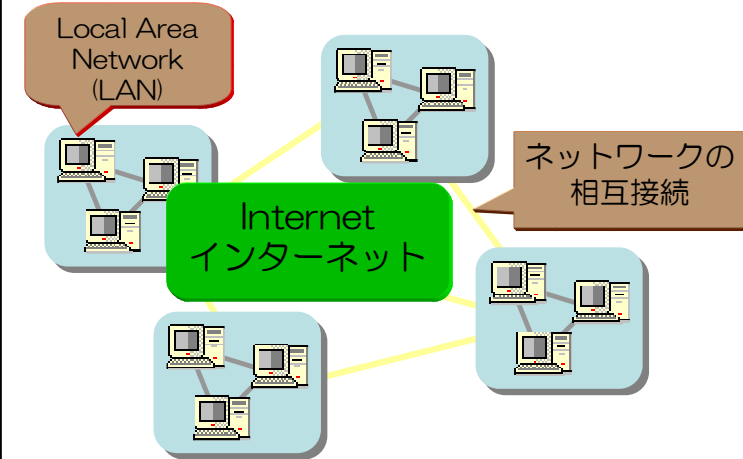 Local Area
Network
(LAN)
ネットワークの
相互接続
Internet
インターネット